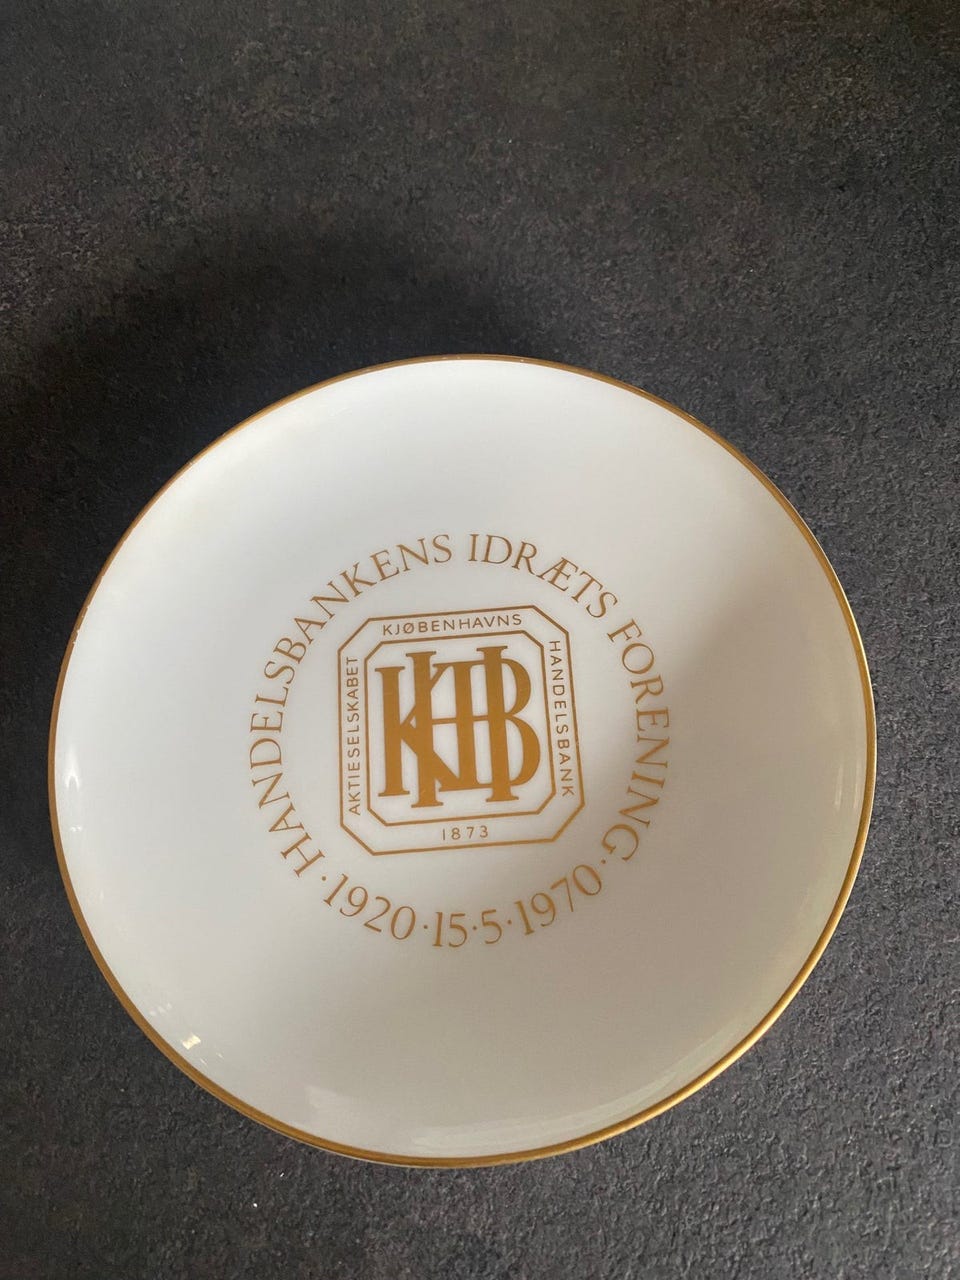 HANDELSBANKENS IDRÆTS FORENING
· 1920 · 15 · 5 · 1970 ·
AKTIESELSKABET
KJØBENHAVNS
HANDELSBANK
KHB
1873